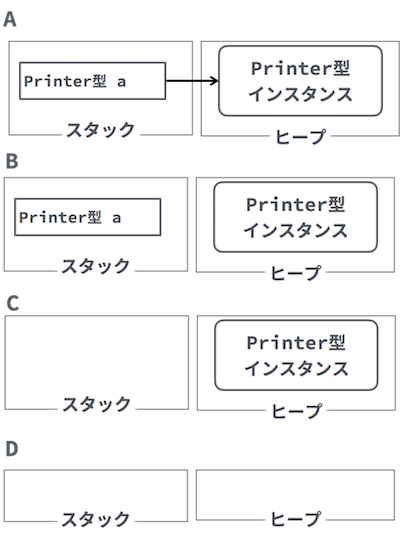 A
Printer型 a
Printer型
インスタンス
スタック
ヒープ
B
Printer型 a
Printer型
インスタンス
スタック
ヒープ
C
Printer型
インスタンス
スタック
ヒープ
D
スタック
ヒープ